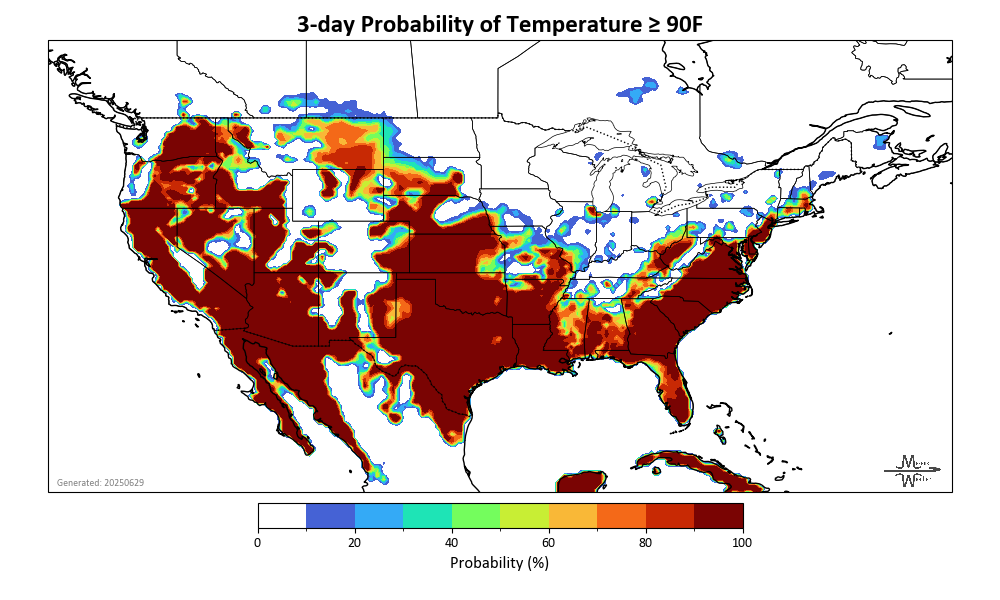 3-day Probability of Temperature ≥ 90F
Generated: 20250629
0 20 40 60 80 100
Probability (%)